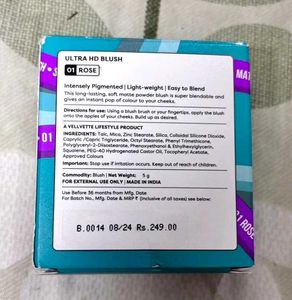 ULTRA HD BLUSH
01 ROSE
Intensely Pigmented | Light-weight | Easy to Blend
This long-lasting, soft matte powder blush is super blendable and
gives an instant pop of colour to your cheeks.
Directions for use: Using a blush brush or your fingertips, apply the blush
onto the apples of your cheeks. Build up as desired.
A VELVETTE LIFESTYLE PRODUCT
INGREDIENTS: Talc, Mica, Zinc Stearate, Silica, Colloidal Silicone Dioxide,
Caprylic /Capric Triglyceride, Octyl Stearate, Phenyl Trimethicone,
Polyglyceryl-2-Diisostearate, Phenoxyethanol & Ethylhexylglycerin,
Squalene, PEG-40 Hydrogenated Castor Oil, Tocopheryl Acetate,
Approved Colours
Important: Stop use if irritation occurs. Keep out of reach of children.
Commodity: Blush | Net Weight: 5 g
FOR EXTERNAL USE ONLY | MADE IN INDIA
Use Before 36 months from Mfg. Date
For Batch No., Mfg. Date & MRP ₹ (Inclusive of all taxes) see below:
B.0014 08/24 Rs.249.00
MAT
01
01 ROSE